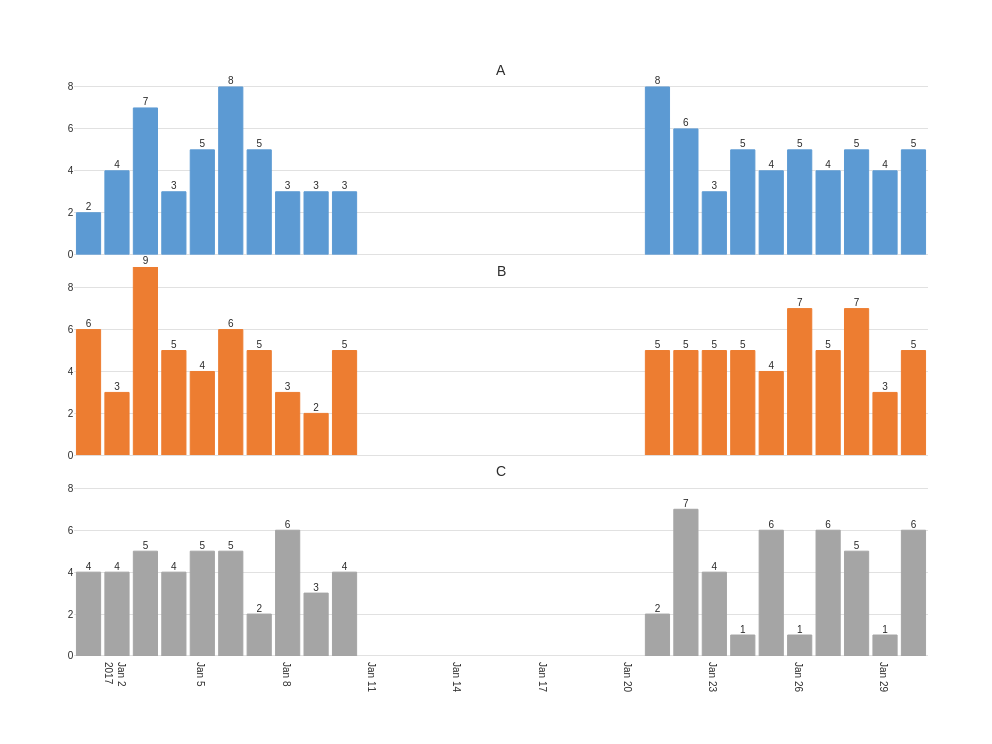 A
8
8 8
7
6 6
5 5 5 5 5 5
4 4 4 4 4
3 3 3 3 3
2 2
0
9
B
8
7 7
6 6 6
5 5 5 5 5 5 5 5 5
4 4 4
3 3 3
2 2
0
C
8
7
6 6 6 6 6
5 5 5 5
4 4 4 4 4 4
3
2 2 2
1 1 1
0
Jan 2
2017
Jan 5
Jan 8
Jan 11
Jan 14
Jan 17
Jan 20
Jan 23
Jan 26
Jan 29